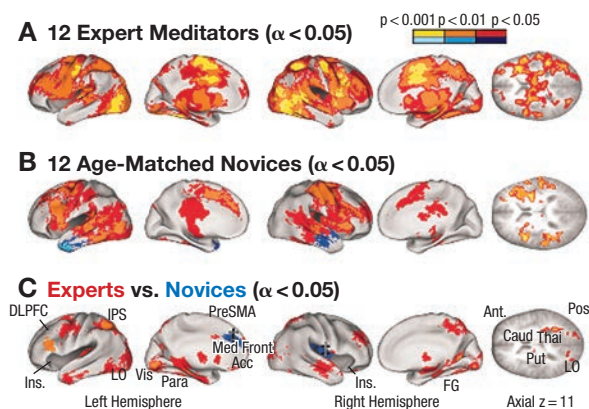 p < 0.001 p < 0.01 p < 0.05
A 12 Expert Meditators (α < 0.05)
B 12 Age-Matched Novices (α < 0.05)
C Experts vs. Novices (α < 0.05)
DLPFC
IPS
PreSMA
Ant.
Pos
Med Front
Caud Thai
Acc
Put
Ins.
LO
Vis
Para
Ins.
FG
LO
Left Hemisphere
Right Hemisphere
Axial z = 11